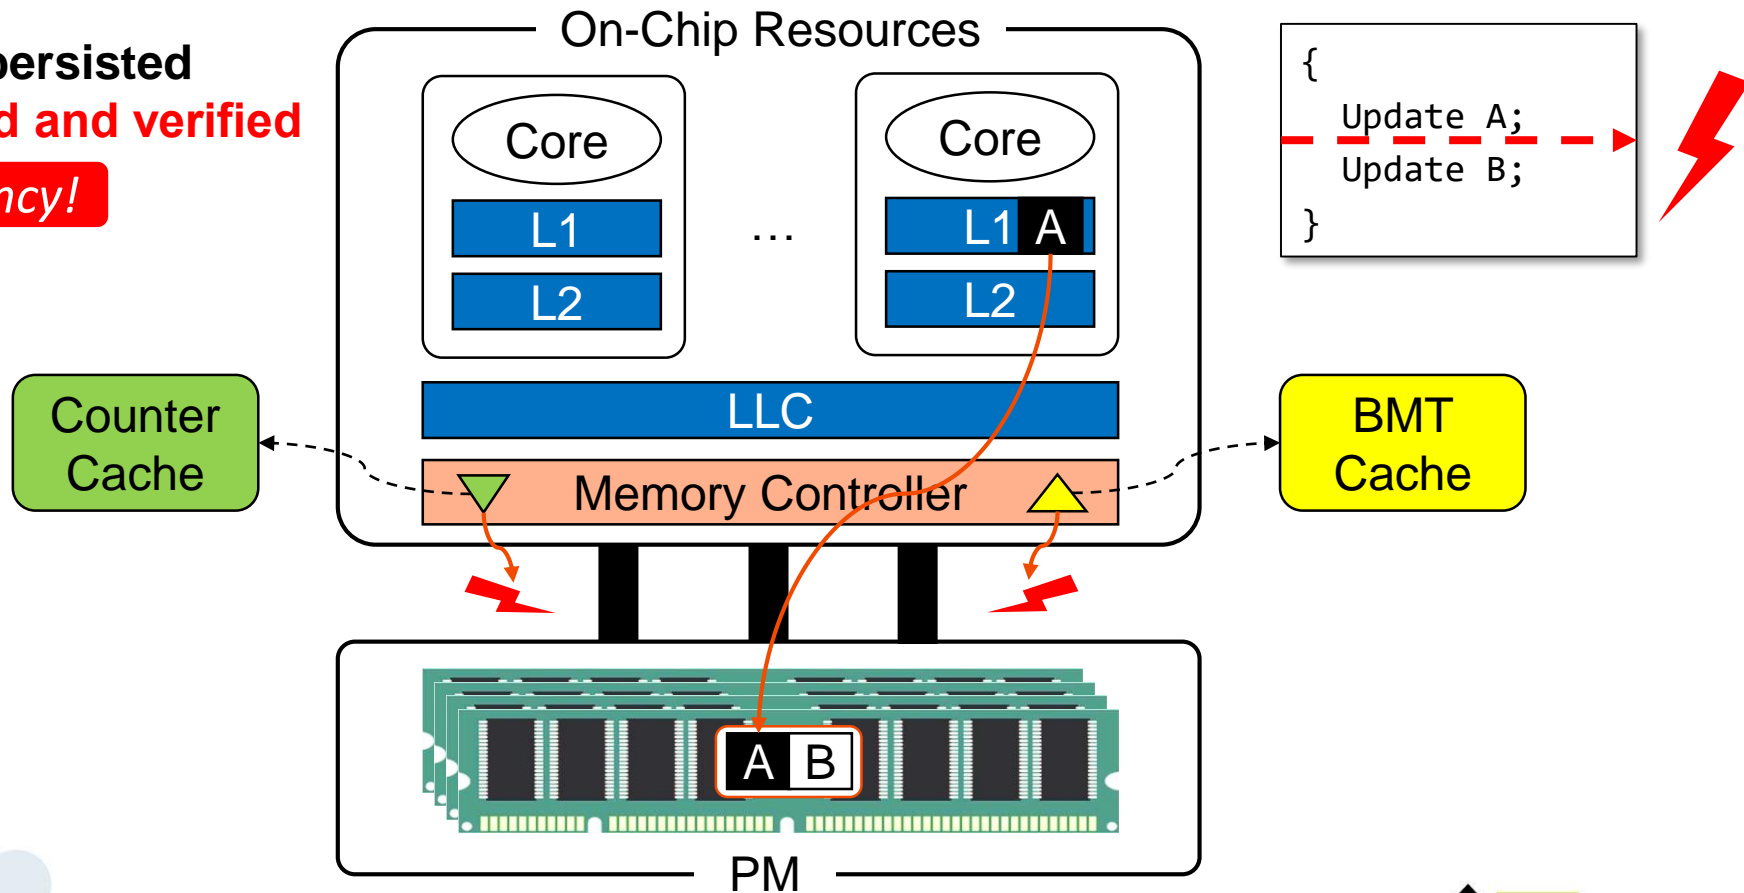 On-Chip Resources
persisted
d and verified
ncy!
{
Update A;
Update B;
}
Core
L1
L2
…
Core
L1 A
L2
LLC
Counter
Cache
Memory Controller
BMT
Cache
A B
PM